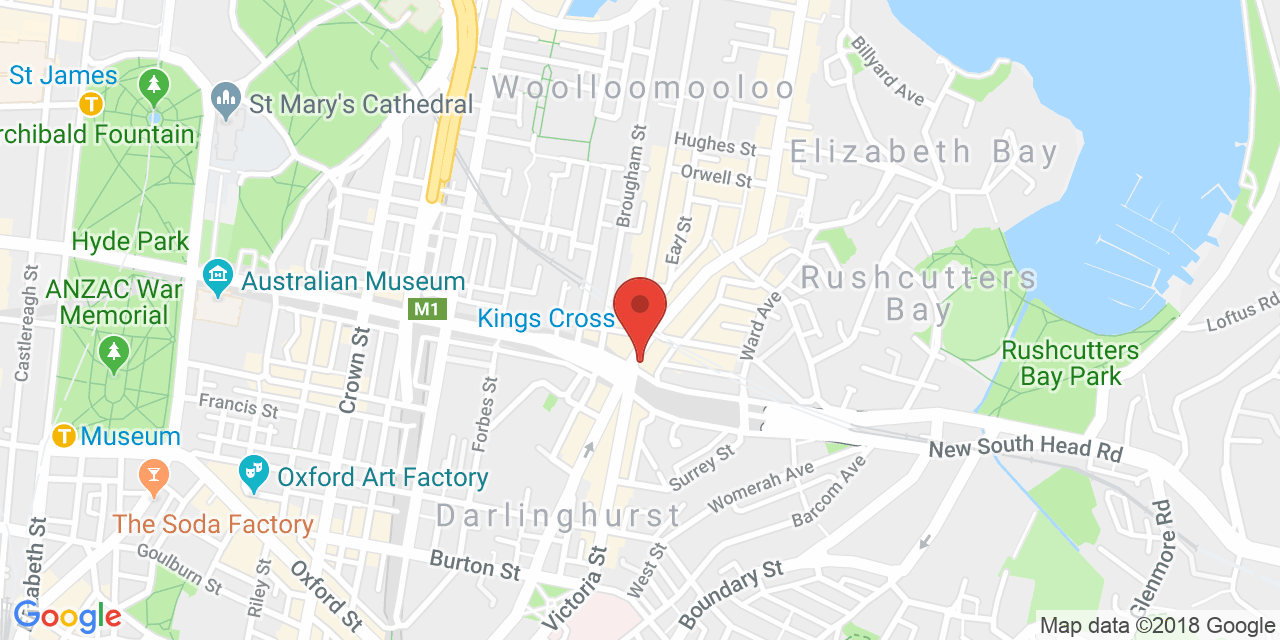 Billyard Ave
St James
T
Woolloomooloo
St Mary's Cathedral
rchibald Fountain
Hughes St
Elizabeth Bay
Orwell St
Brougham St
Earl St
Hyde Park
Australian Museum
Rushcutters
Bay
ANZAC War
Memorial
M1
Kings Cross
Castlereagh St
Loftus Rd
Ward Ave
Crown St
Rushcutters
Bay Park
Francis St
Forbes St
T
Museum
New South Head Rd
Oxford Art Factory
Surrey St
Womerah Ave
Barcom Ave
The Soda Factory
Darlinghurst
Goulburn St
Riley St
Oxford St
Burton St
Victoria St
West St
Boundary St
Glenmore Rd
abeth St
Google
Map data ©2018 Google